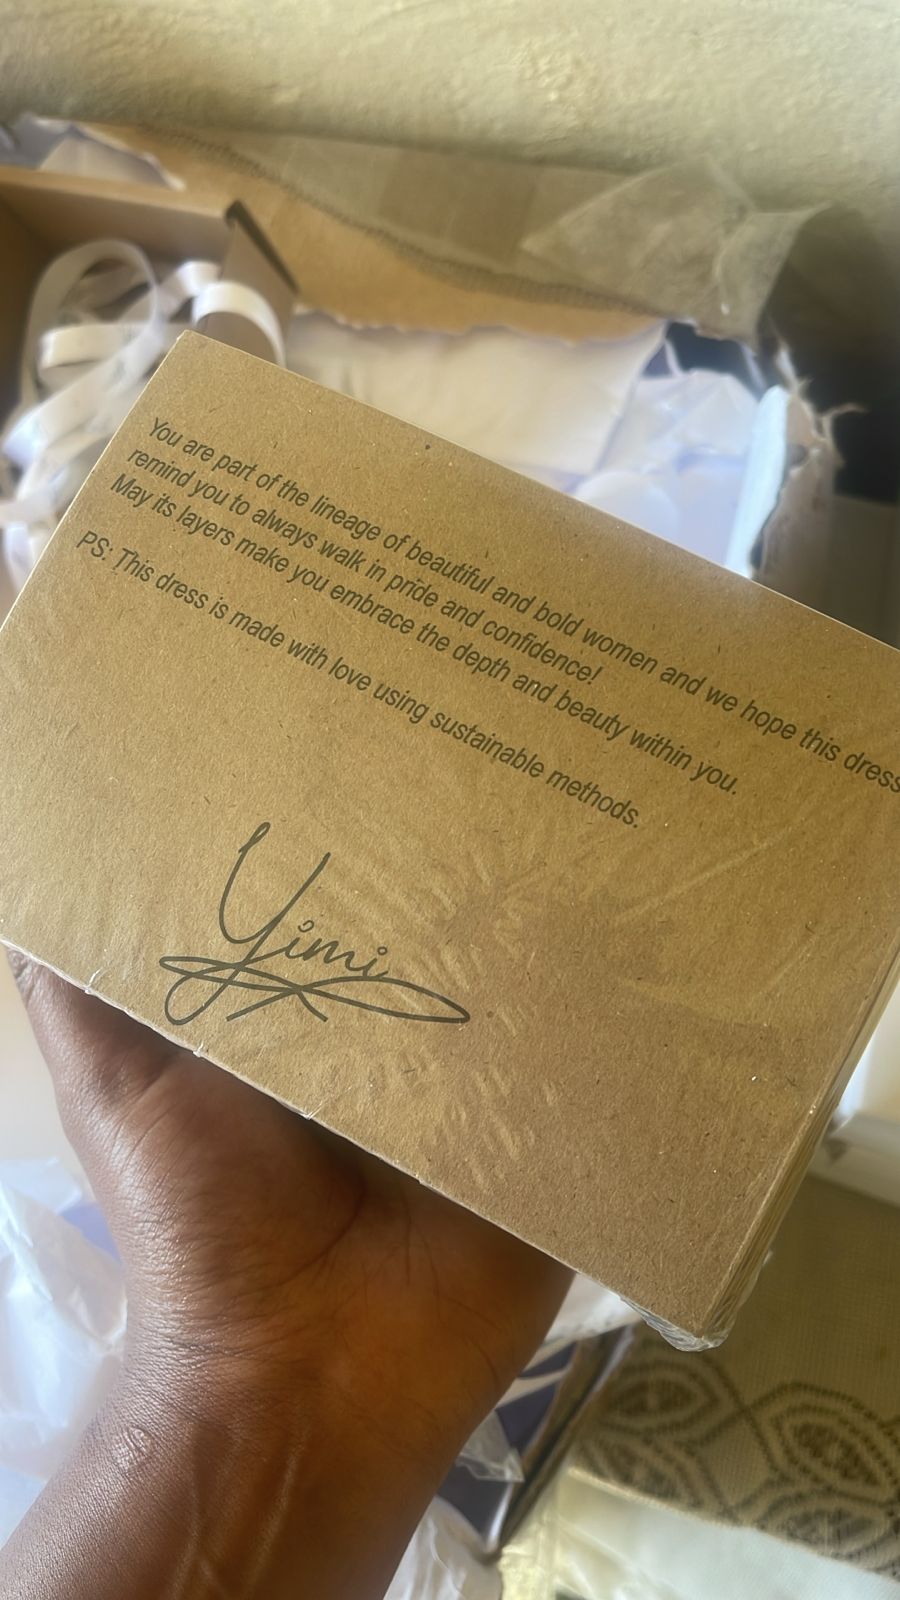 You are part of the lineage of beautiful and bold women and we hope this dress
remind you to always walk in pride and confidence!
May its layers make you embrace the depth and beauty within you.
PS: This dress is made with love using sustainable methods.
Yimi